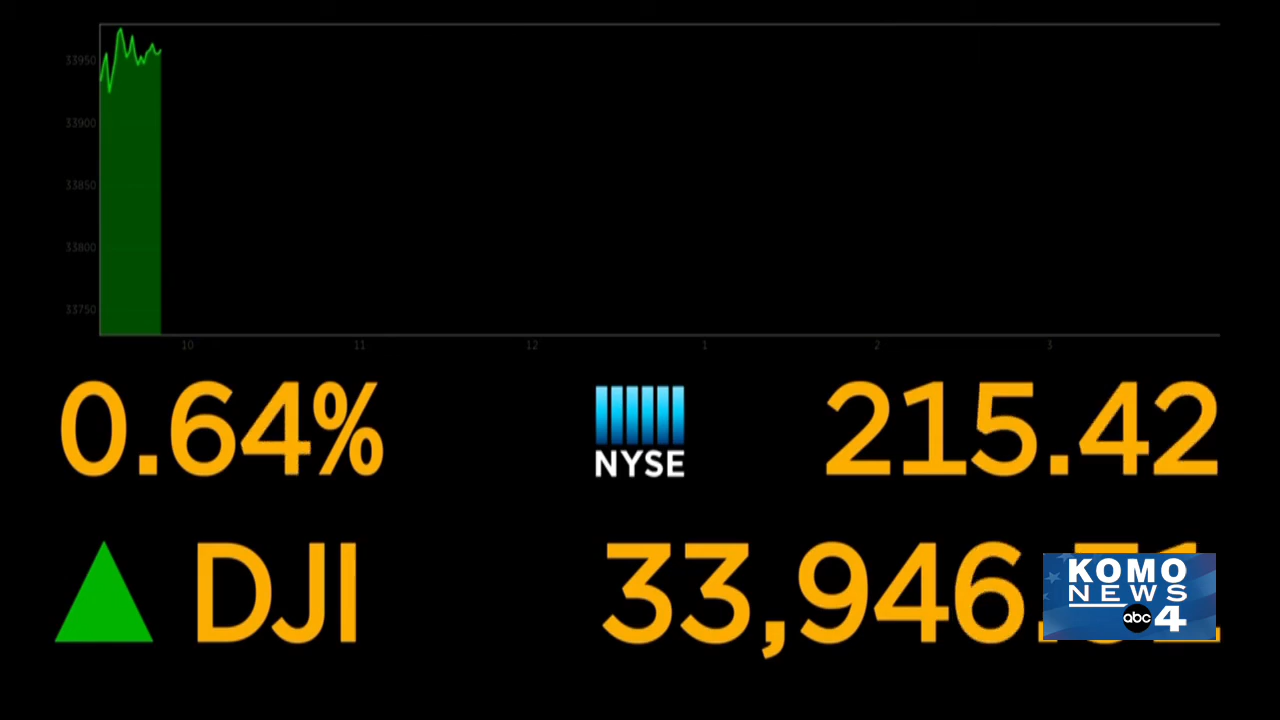 33950
33900
33850
33800
33750
10 11 12 1 2 3
0.64% NYSE 215.42
DJI 33,946.
KOMO
NEWS
abc 4